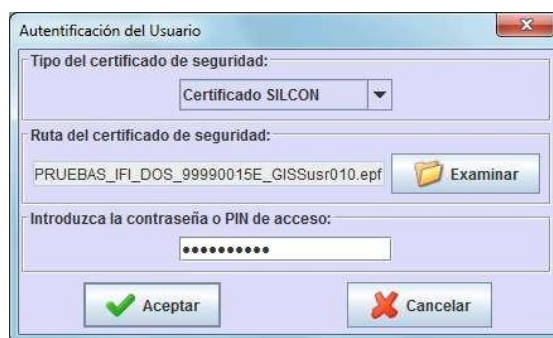 Autentificación del Usuario
Tipo del certificado de seguridad:
Certificado SILCON
Ruta del certificado de seguridad:
PRUEBAS_IFI_DOS_99990015E_GISSusr010.epf
Examinar
Introduzca la contraseña o PIN de acceso:
••••••••••
Aceptar
Cancelar